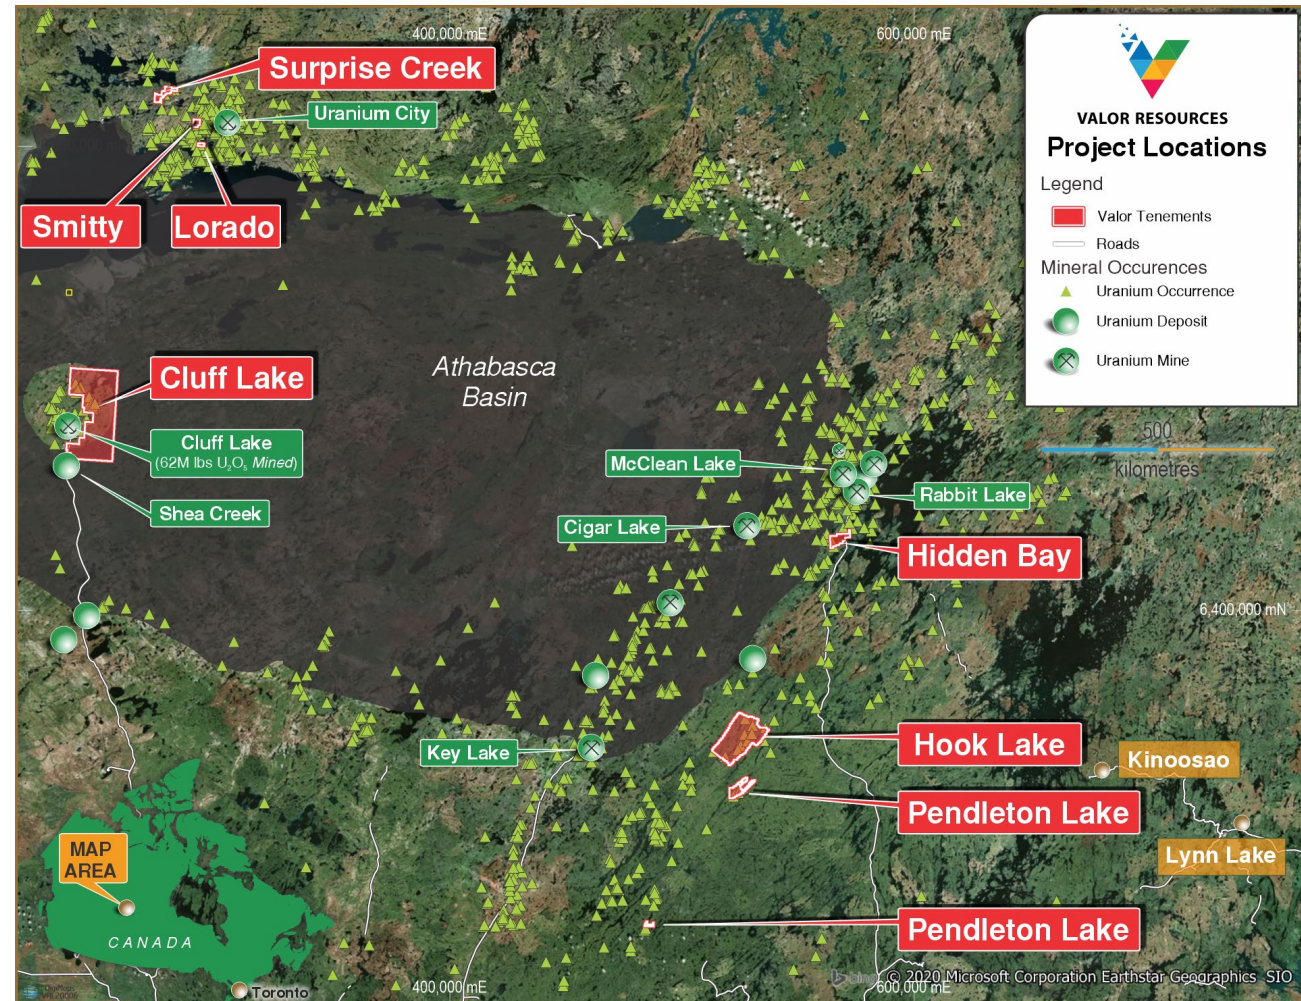 400,000 mE
600,000 mE
Surprise Creek
Uranium City
Smitty
Lorado
VALOR RESOURCES
Project Locations
Legend
Valor Tenements
Roads
Mineral Occurences
Uranium Occurrence
Uranium Deposit
Uranium Mine
500
kilometres
Athabasca
Basin
Cluff Lake
Cluff Lake
(62M lbs U₃O₈ Mined)
Shea Creek
McClean Lake
Rabbit Lake
Cigar Lake
Hidden Bay
6,400,000 mN
Key Lake
Hook Lake
Kinoosao
Pendleton Lake
Lynn Lake
MAP
AREA
CANADA
Pendleton Lake
Toronto
400,000 mE
600,000 mE
bing
© 2020 Microsoft Corporation Earthstar Geographics SIO